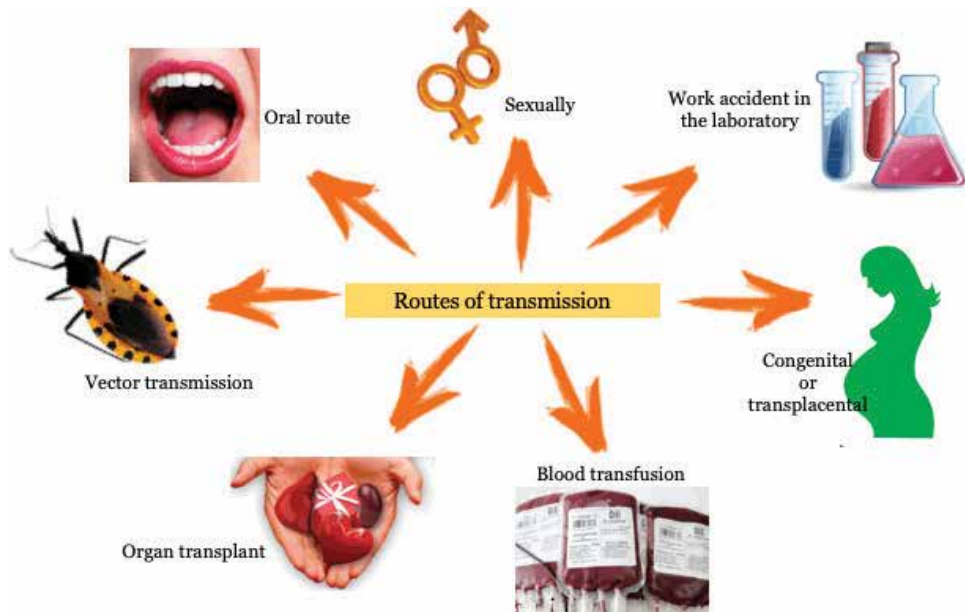 Oral route
Sexually
Work accident in
the laboratory
Routes of transmission
Vector transmission
Congenital
or
transplacental
Organ transplant
Blood transfusion